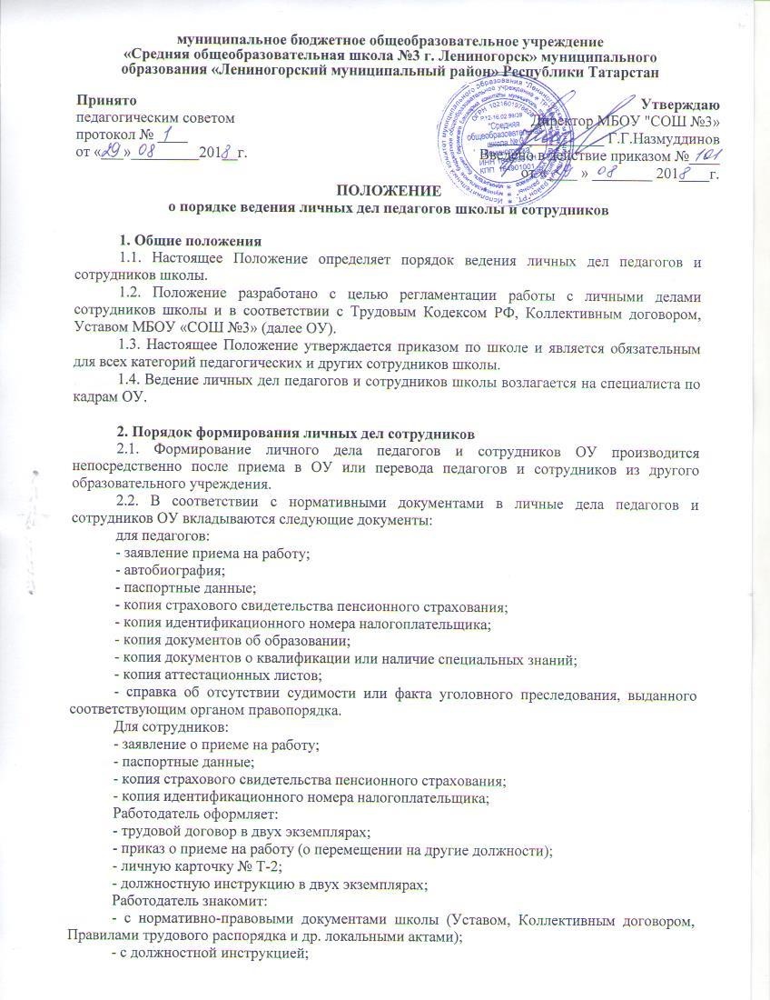 муниципальное бюджетное общеобразовательное учреждение
«Средняя общеобразовательная школа №3 г. Лениногорск» муниципального
образования «Лениногорский муниципальный район» Республики Татарстан
Принято
педагогическим советом
протокол № 1
от «29» 08 2018 г.
Утверждаю
Директор МБОУ "СОШ №3»
Г.Г.Назмуддинов
Введено в действие приказом № 101
от « 29 » 08 2018 г.
ОГРН
"Средняя
общеобразовательная
школа №3
ИНН
КПП 164901001
ПОЛОЖЕНИЕ
о порядке ведения личных дел педагогов школы и сотрудников
1. Общие положения
1.1. Настоящее Положение определяет порядок ведения личных дел педагогов и
сотрудников школы.
1.2. Положение разработано с целью регламентации работы с личными делами
сотрудников школы и в соответствии с Трудовым Кодексом РФ, Коллективным договором,
Уставом МБОУ «СОШ №3» (далее ОУ).
1.3. Настоящее Положение утверждается приказом по школе и является обязательным
для всех категорий педагогических и других сотрудников школы.
1.4. Ведение личных дел педагогов и сотрудников школы возлагается на специалиста по
кадрам ОУ.
2. Порядок формирования личных дел сотрудников
2.1. Формирование личного дела педагогов и сотрудников ОУ производится
непосредственно после приема в ОУ или перевода педагогов и сотрудников из другого
образовательного учреждения.
2.2. В соответствии с нормативными документами в личные дела педагогов и
сотрудников ОУ вкладываются следующие документы:
для педагогов:
- заявление приема на работу;
- автобиография;
- паспортные данные;
- копия страхового свидетельства пенсионного страхования;
- копия идентификационного номера налогоплательщика;
- копия документов об образовании;
- копия документов о квалификации или наличие специальных знаний;
- копия аттестационных листов;
- справка об отсутствии судимости или факта уголовного преследования, выданного
соответствующим органом правопорядка.
Для сотрудников:
- заявление о приеме на работу;
- паспортные данные;
- копия страхового свидетельства пенсионного страхования;
- копия идентификационного номера налогоплательщика;
Работодатель оформляет:
- трудовой договор в двух экземплярах;
- приказ о приеме на работу (о перемещении на другие должности);
- личную карточку № Т-2;
- должностную инструкцию в двух экземплярах;
Работодатель знакомит:
- с нормативно-правовыми документами школы (Уставом, Коллективным договором,
Правилами трудового распорядка и др. локальными актами);
- с должностной инструкцией;